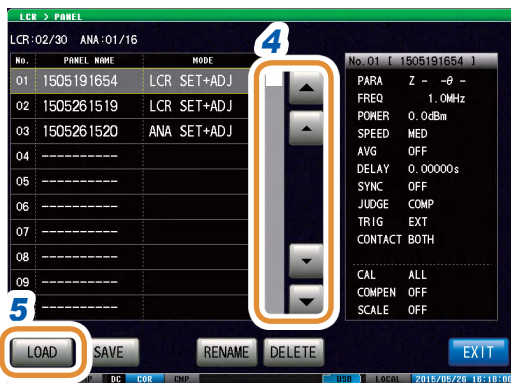 LCR > PANEL
LCR:02/30 ANA:01/16
4
No. PANEL NAME MODE
01 1505191654 LCR SET+ADJ
02 1505261519 LCR SET+ADJ
03 1505261520 ANA SET+ADJ
04 ----------
05 ----------
06 ----------
07 ----------
08 ----------
09 ----------
----------
No.01 [ 1505191654 ]
PARA Z - -θ -
FREQ 1.0MHz
POWER 0.0dBm
SPEED MED
AVG OFF
DELAY 0.00000s
SYNC OFF
JUDGE COMP
TRIG EXT
CONTACT BOTH
CAL ALL
COMPEN OFF
SCALE OFF
5
LOAD SAVE RENAME DELETE EXIT
DC COR CMP USB LOCAL 2015/05/26 16:18:00